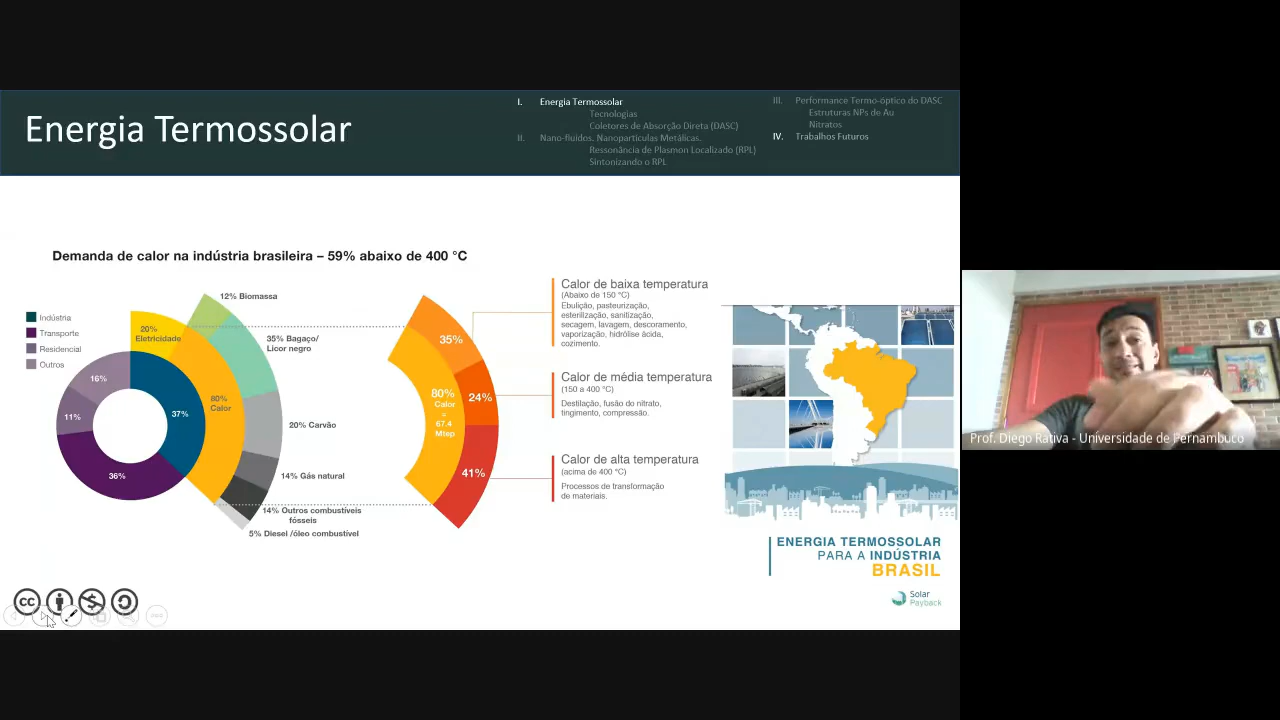 Energia Termossolar
I. Energia Termossolar
Tecnologias
Coletores de Absorção Direta (DASC)
II. Nano-fluidos. Nanoparticulas Metálicas.
Ressonância de Plasmon Localizado (RPL)
Sintonizando o RPL
III. Performance Termo-óptico do DASC
Estruturas NPs de Au
Nitratos
IV. Trabalhos Futuros
Demanda de calor na indústria brasileira – 59% abaixo de 400 °C
Indústria
Transporte
Residencial
Outros
16%
11%
36%
37%
20%
Eletricidade
80%
Calor
12% Biomassa
35% Bagaço/
Licor negro
20% Carvão
14% Gás natural
14% Outros combustíveis
fósseis
5% Diesel /óleo combustível
80%
Calor
=
67.4
Mtep
35%
24%
41%
Calor de baixa temperatura
(Abaixo de 150 °C)
Ebulição, pasteurização,
esterilização, sanitização,
secagem, lavagem, descoramento,
vaporização, hidrólise ácida,
cozimento.
Calor de média temperatura
(150 a 400 °C)
Destilação, fusão do nitrato,
tingimento, compressão.
Calor de alta temperatura
(acima de 400 °C)
Processos de transformação
de materiais.
ENERGIA TERMOSSOLAR
PARA A INDÚSTRIA
BRASIL
Solar
Payback
cc
Prof. Diego Rativa - Universidade de Pernambuco